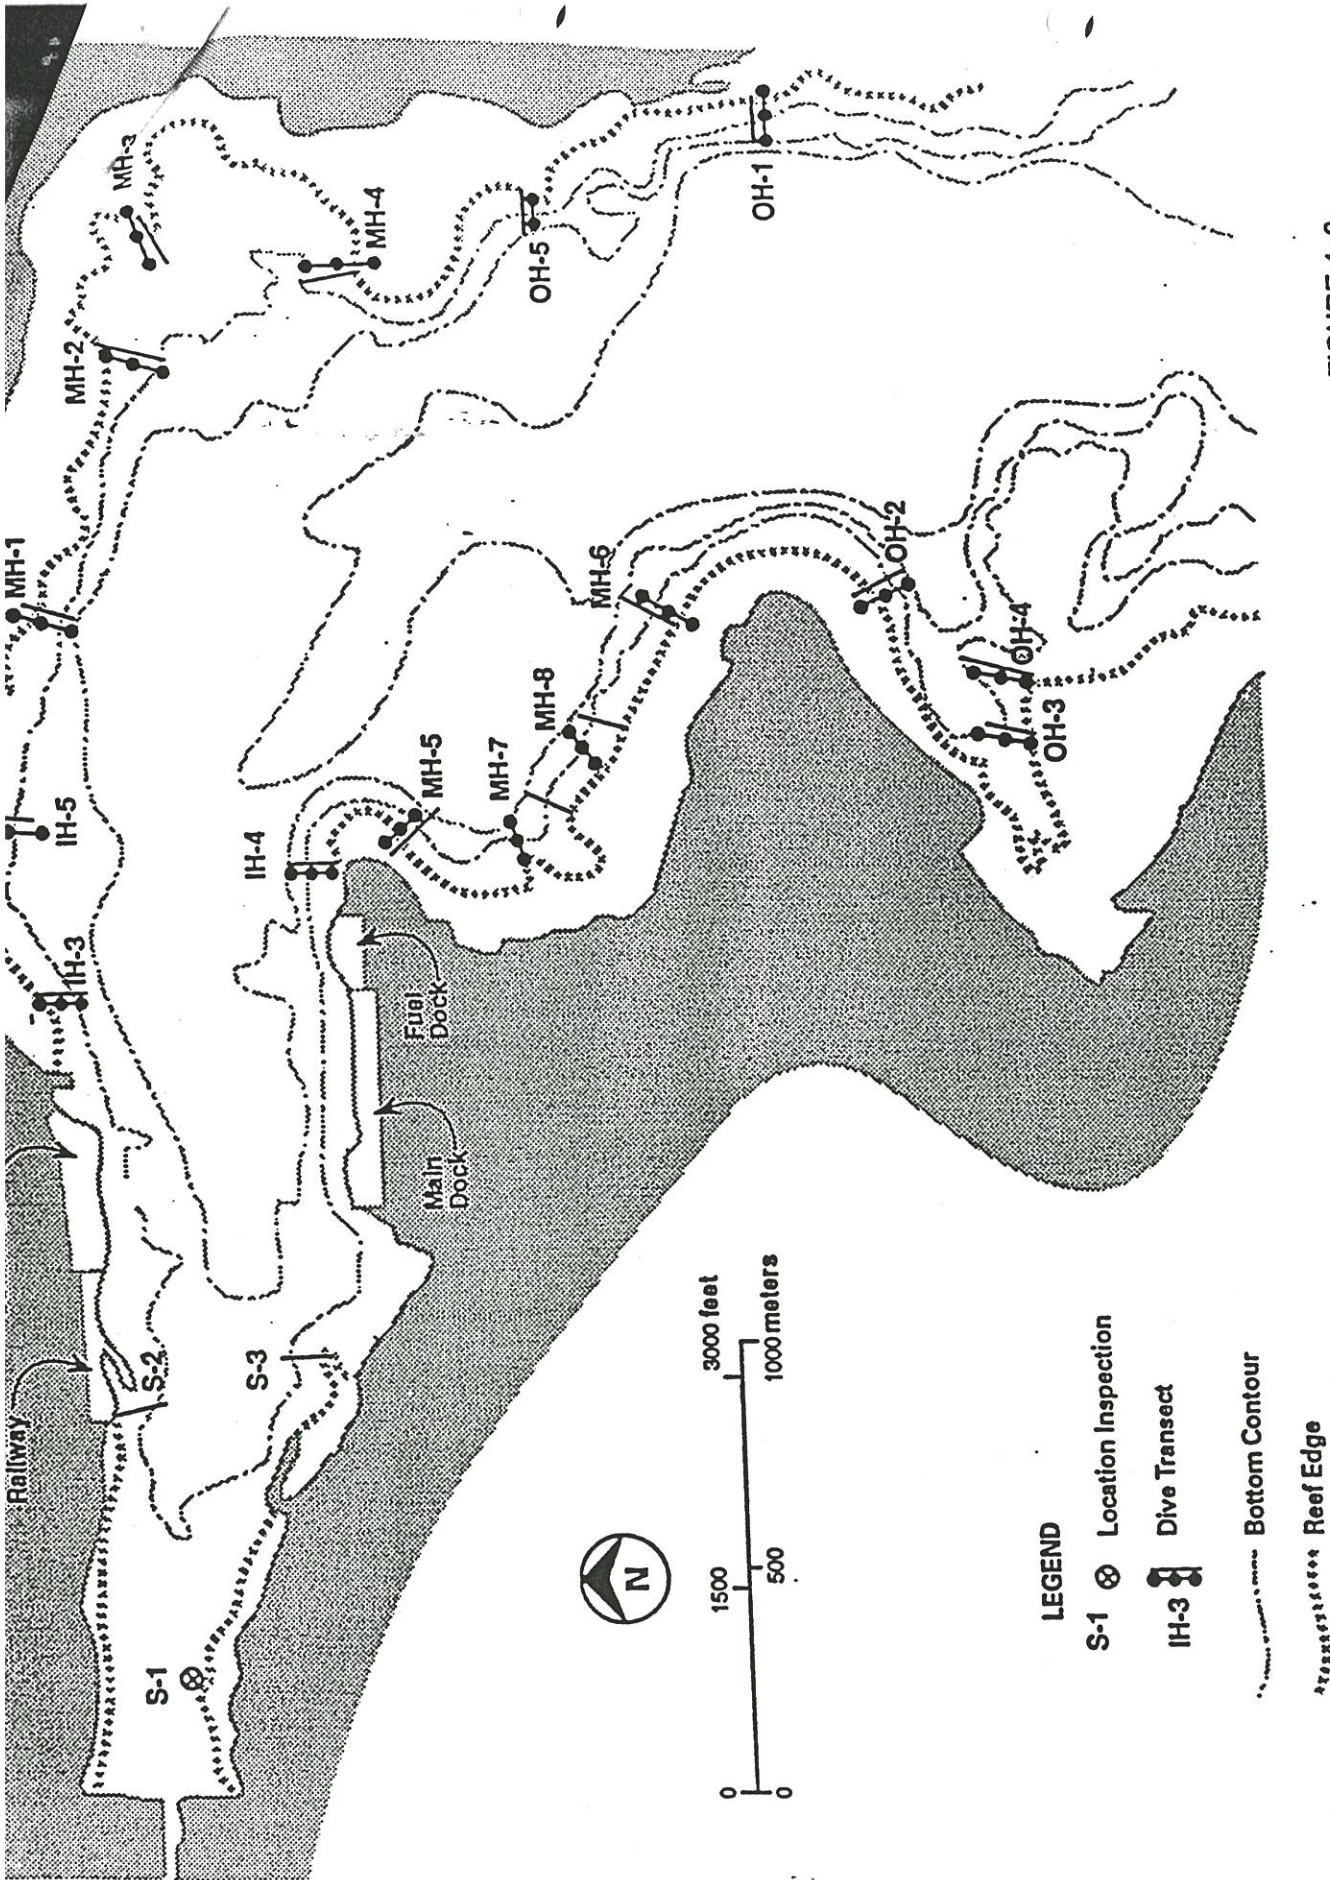 MH-1
MH-2
MH-3
MH-4
OH-5
OH-1
IH-5
IH-3
IH-4
MH-5
MH-7
MH-8
MH-6
OH-2
OH-4
OH-3
Railway
S-2
S-3
S-1
Main
Dock
Fuel
Dock
N
0 1500 3000 feet
0 500 1000 meters
LEGEND
S-1 Location Inspection
IH-3 Dive Transect
Bottom Contour
Reef Edge